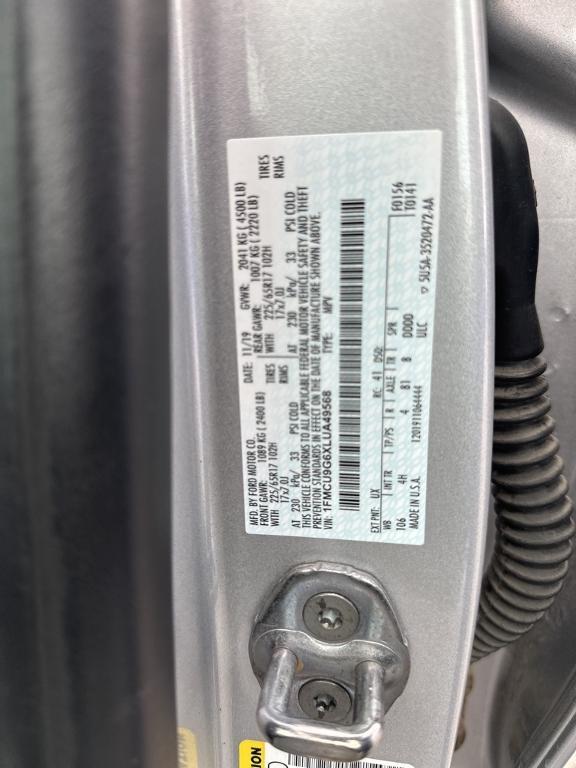 MFD. BY FORD MOTOR CO.
DATE: 11/19 GVWR: 2041 KG ( 4500 LB)
FRONT GAWR: 1089 KG ( 2400 LB) REAR GAWR: 1007 KG ( 2220 LB)
WITH 225/65R17 102H TIRES WITH 225/65R17 102H TIRES
17x7.0J RIMS 17x7.0J RIMS
AT 230 kPa/ 33 PSI COLD AT 230 kPa/ 33 PSI COLD
THIS VEHICLE CONFORMS TO ALL APPLICABLE FEDERAL MOTOR VEHICLE SAFETY AND THEFT
PREVENTION STANDARDS IN EFFECT ON THE DATE OF MANUFACTURE SHOWN ABOVE.
VIN: 1FMCU9G6XLUA49568 TYPE: MPV
EXT PNT: UX RC: 41 DSO: F0156
WB INT TR TP/PS R AXLE TR SPR T0141
106 4H 4 81 8 DDDD
MADE IN U.S.A. 1201911064444 ULC
5U5A-3520472-AA